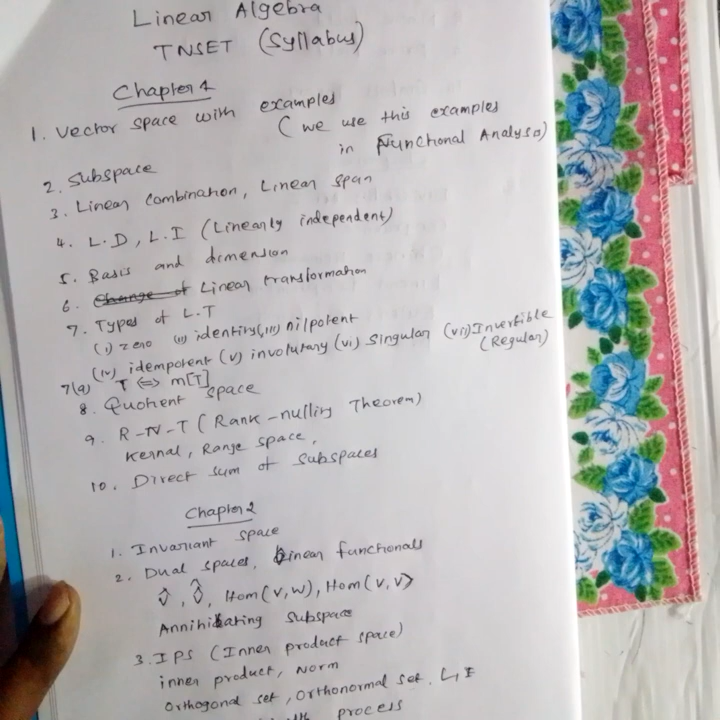 Linear Algebra
TNSET (Syllabus)
Chapter 1
1. Vector space with examples
( we use this examples
in Functional Analysis)
2. Subspace
3. Linear Combination, Linear span
4. L.D, L.I (Linearly independent)
5. Basis and dimension
6. Change of Linear transformation
7. Types of L.T
(i) zero (ii) identity (iii) nilpotent
(iv) idempotent (v) involutary (vi) Singular (vii) Invertible
(Regular)
7(a) T ⇔ m[T]
8. Quotient space
9. R-N-T ( Rank - nullity Theorem)
Kernal, Range space,
10. Direct sum of subspaces
Chapter 2
1. Invariant space
2. Dual spaces, Linear functionals
Hom(V,W), Hom(V,V)
Annihilating Subspace
3. IPS (Inner product space)
inner product, Norm
Orthogonal set, Orthonormal set, L.I
process